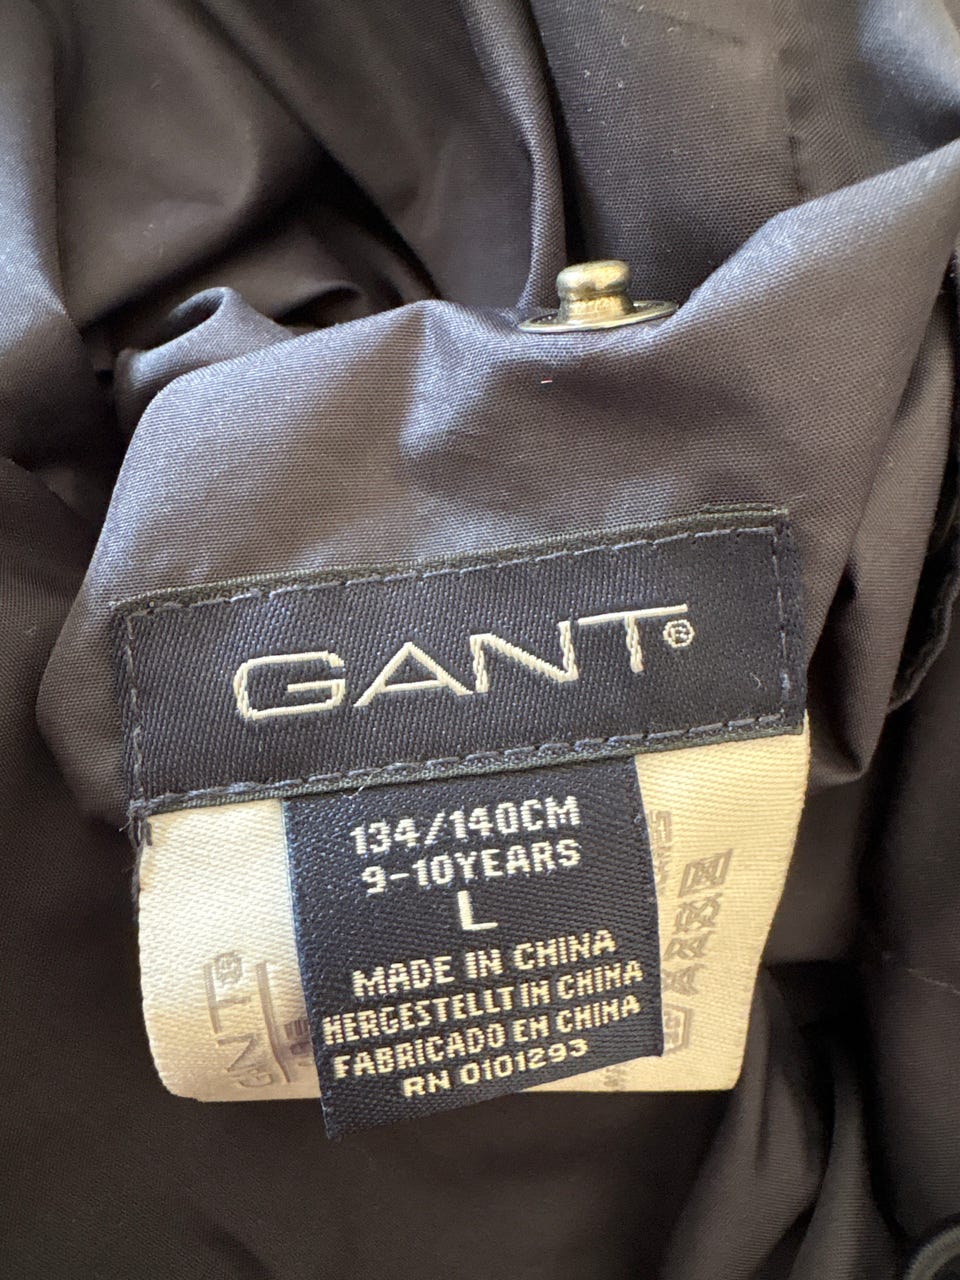 GANT®
134/140CM
9-10YEARS
L
MADE IN CHINA
HERGESTELLT IN CHINA
FABRICADO EN CHINA
RN 0101293